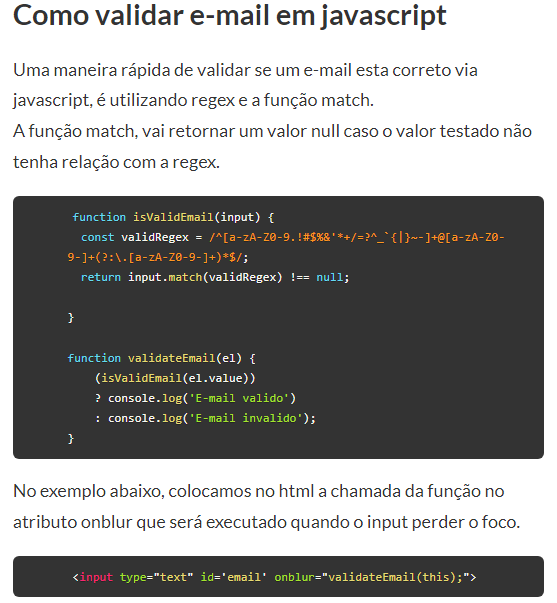 Como validar e-mail em javascript
Uma maneira rápida de validar se um e-mail esta correto via
javascript, é utilizando regex e a função match.
A função match, vai retornar um valor null caso o valor testado não
tenha relação com a regex.
function isValidEmail(input) {
const validRegex = /^[a-zA-Z0-9.!#$%&'*+/=?^_`{|}~-]+@[a-zA-Z0-
9-]+(?:\.[a-zA-Z0-9-]+)*$/;
return input.match(validRegex) !== null;
}
function validateEmail(el) {
(isValidEmail(el.value))
? console.log('E-mail valido')
: console.log('E-mail invalido');
}
No exemplo abaixo, colocamos no html a chamada da função no
atributo onblur que será executado quando o input perder o foco.
<input type="text" id='email' onblur="validateEmail(this);">